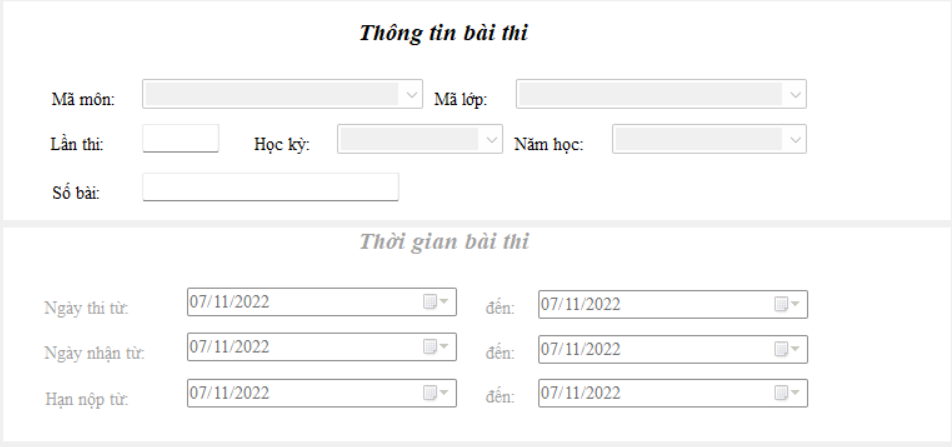 Thông tin bài thi
Mã môn: Mã lớp:
Lần thi: Học kỳ: Năm học:
Số bài:
Thời gian bài thi
Ngày thi từ: 07/11/2022 đến: 07/11/2022
Ngày nhận từ: 07/11/2022 đến: 07/11/2022
Hạn nộp từ: 07/11/2022 đến: 07/11/2022